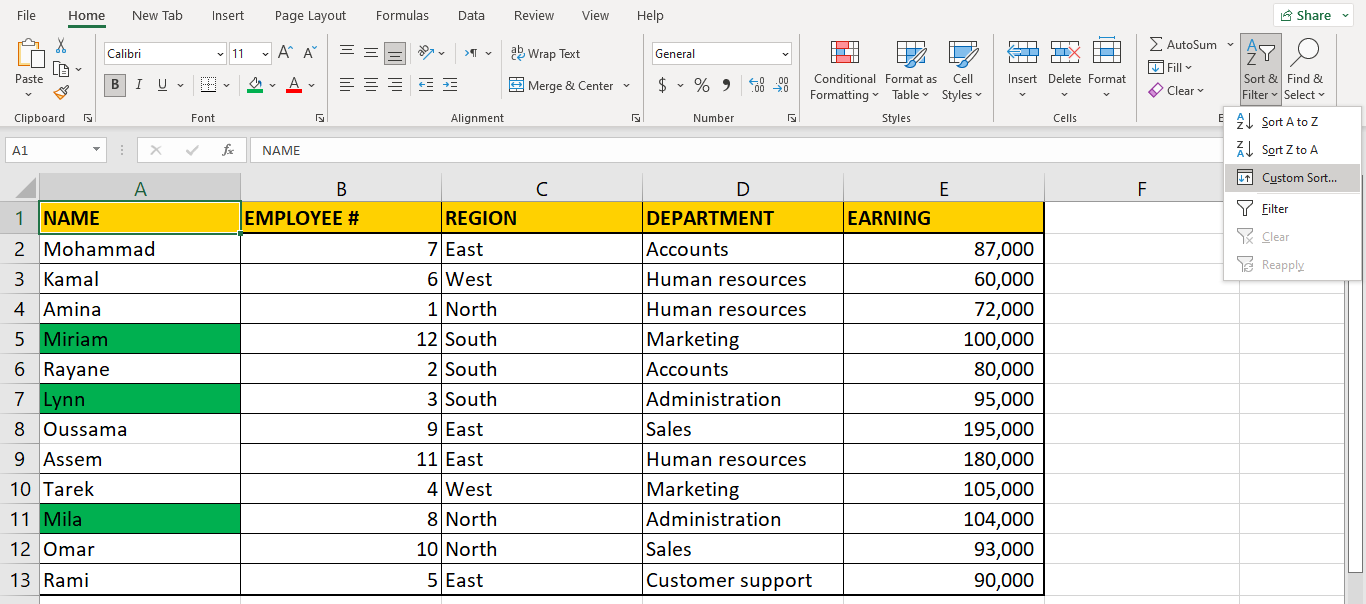 File Home New Tab Insert Page Layout Formulas Data Review View Help Share
Calibri 11 A^ A˅ ab Wrap Text General AutoSum
Paste B I U A Merge & Center $ % 9 .00 Conditional Formatting Format as Table Cell Styles Insert Delete Format Fill Clear Sort & Filter Find & Select
Clipboard Font Alignment Number Styles Cells E
A1 fx NAME
Sort A to Z
Sort Z to A
Custom Sort...
Filter
Clear
Reapply
A B C D E F
1 NAME EMPLOYEE # REGION DEPARTMENT EARNING
2 Mohammad 7 East Accounts 87,000
3 Kamal 6 West Human resources 60,000
4 Amina 1 North Human resources 72,000
5 Miriam 12 South Marketing 100,000
6 Rayane 2 South Accounts 80,000
7 Lynn 3 South Administration 95,000
8 Oussama 9 East Sales 195,000
9 Assem 11 East Human resources 180,000
10 Tarek 4 West Marketing 105,000
11 Mila 8 North Administration 104,000
12 Omar 10 North Sales 93,000
13 Rami 5 East Customer support 90,000